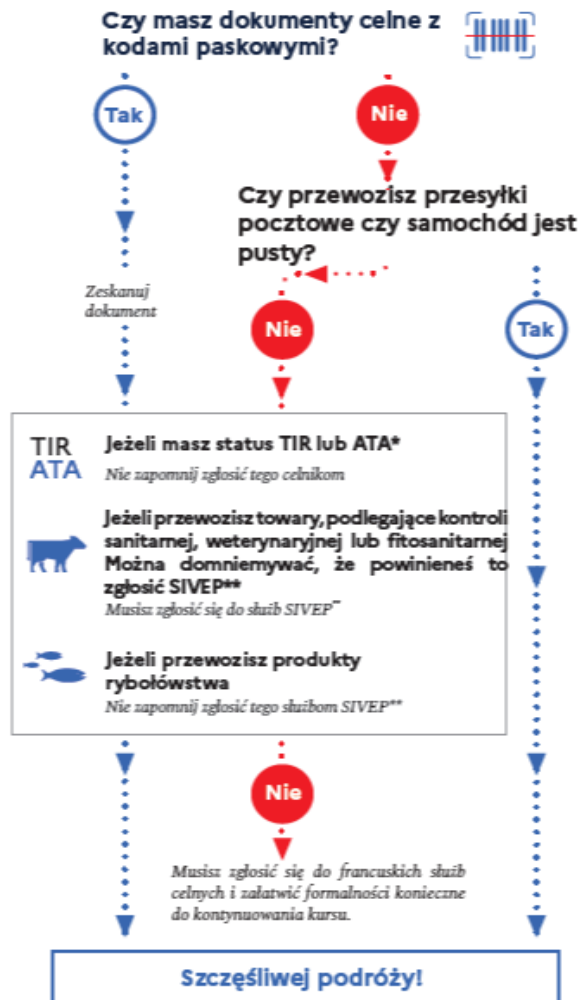 Czy masz dokumenty celne z
kodami paskowymi?
Tak
Nie
Czy przewozisz przesyłki
pocztowe czy samochód jest
pusty?
Zeskanuj
dokument
Nie
Tak
TIR
ATA
Jeżeli masz status TIR lub ATA*
Nie zapomnij zgłosić tego celnikom
Jeżeli przewozisz towary, podlegające kontroli
sanitarnej, weterynaryjnej lub fitosanitarnej
Można domniemywać, że powinieneś to
zgłosić SIVEP**
Musisz zgłosić się do służb SIVEP**
Jeżeli przewozisz produkty
rybołówstwa
Nie zapomnij zgłosić tego służbom SIVEP**
Nie
Musisz zgłosić się do francuskich służb
celnych i załatwić formalności konieczne
do kontynuowania kursu.
Szczęśliwej podróży!